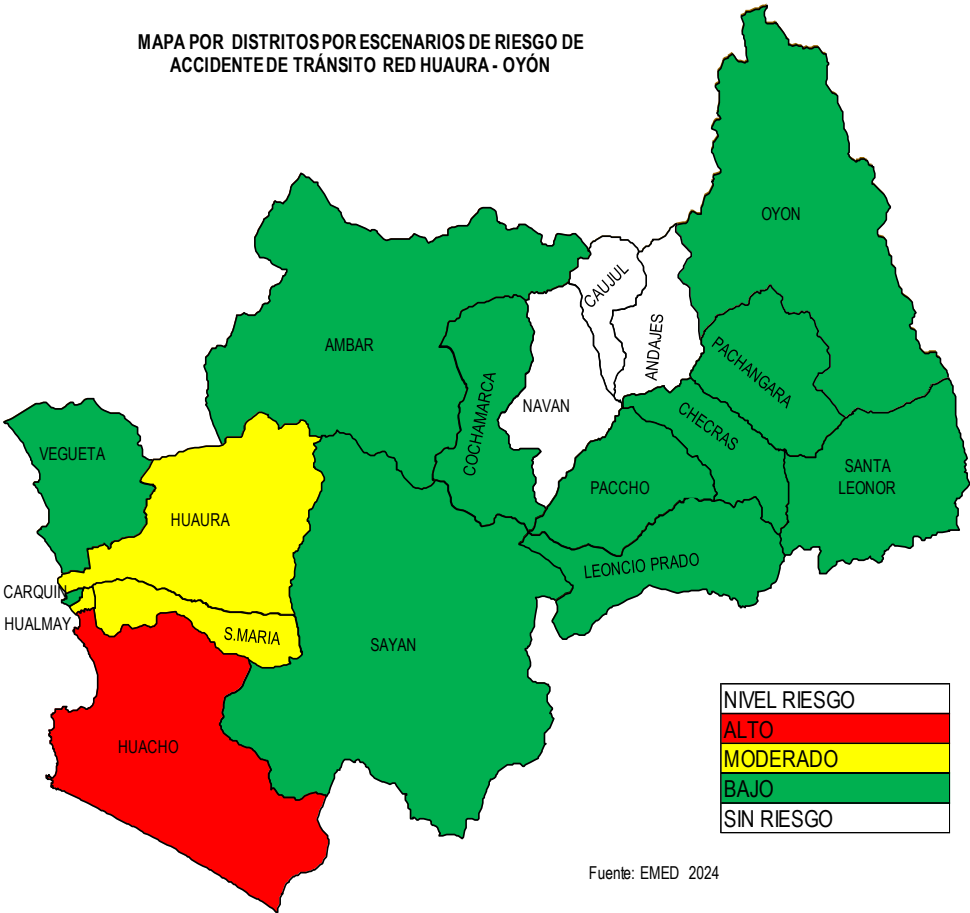 MAPA POR DISTRITOS POR ESCENARIOS DE RIESGO DE
ACCIDENTE DE TRÁNSITO RED HUAURA - OYÓN
OYON
CAUJUL
ANDAJES
AMBAR
PACHANGARA
COCHAMARCA
NAVAN
CHECRAS
VEGUETA
SANTA
LEONOR
PACCHO
HUAURA
LEONCIO PRADO
CARQUIN
HUALMAY
S.MARIA
SAYAN
HUACHO
NIVEL RIESGO
ALTO
MODERADO
BAJO
SIN RIESGO
Fuente: EMED 2024